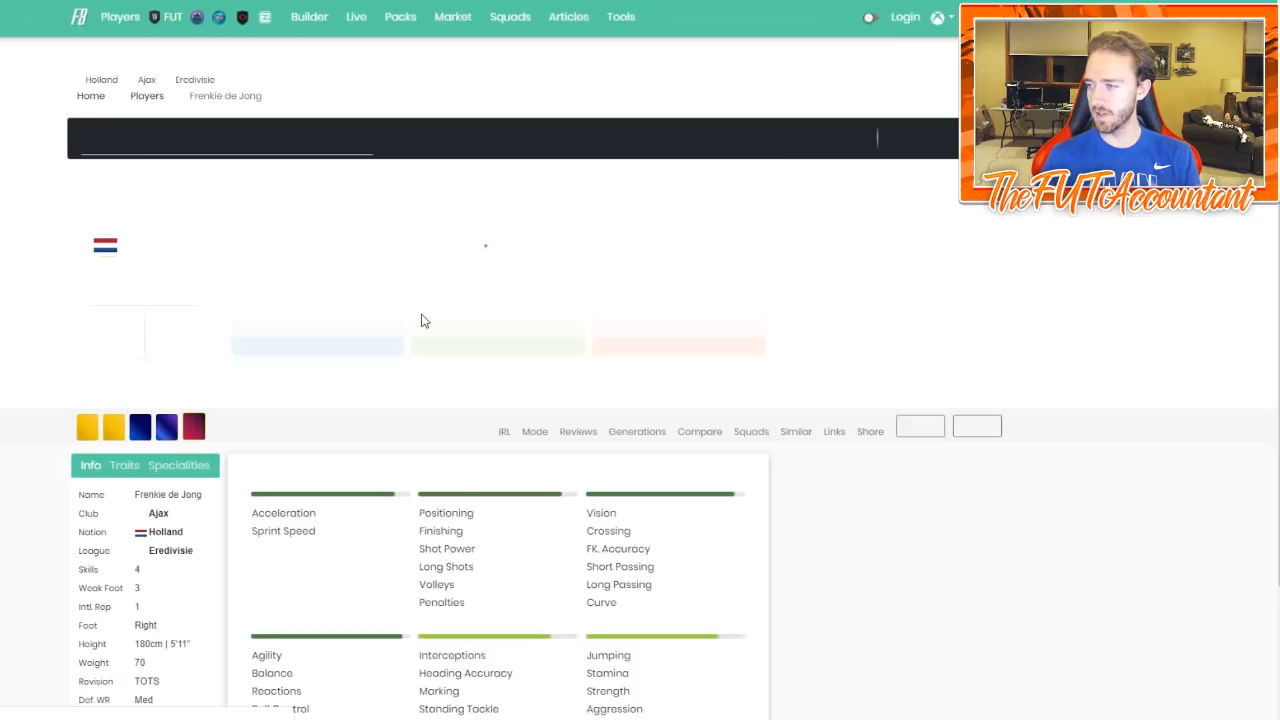 FB Players FUT Builder Live Packs Market Squads Articles Tools Login
Holland Ajax Eredivisie
Home Players Frenkie de Jong
TheFUTAccountant
IRL Mode Reviews Generations Compare Squads Similar Links Share
Info Traits Specialities
Name Frenkie de Jong
Club Ajax
Nation Holland
League Eredivisie
Skills 4
Weak Foot 3
Intl. Rep 1
Foot Right
Height 180cm | 5'11"
Weight 70
Revision TOTS
Def. WR Med
Acceleration
Sprint Speed
Positioning
Finishing
Shot Power
Long Shots
Volleys
Penalties
Vision
Crossing
FK. Accuracy
Short Passing
Long Passing
Curve
Agility
Balance
Reactions
Ball Control
Interceptions
Heading Accuracy
Marking
Standing Tackle
Jumping
Stamina
Strength
Aggression